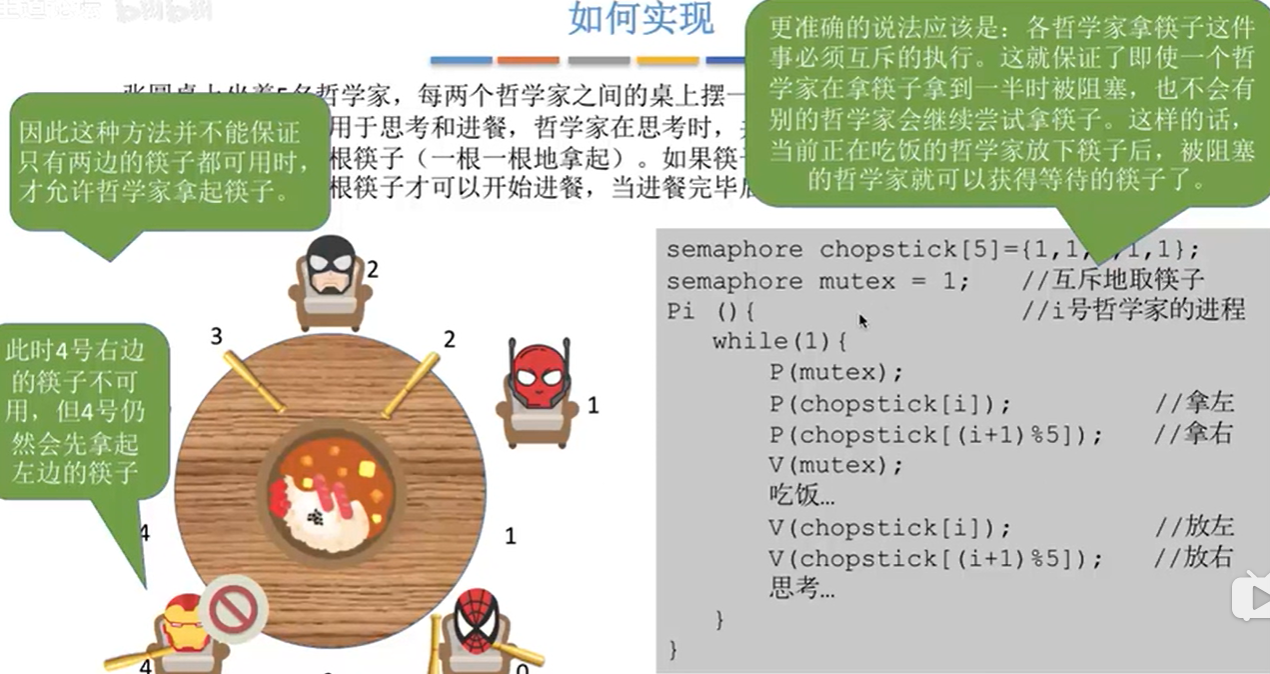 如何实现
更准确的说法应该是：各哲学家拿筷子这件
事必须互斥的执行。这就保证了即使一个哲
学家在拿筷子拿到一半时被阻塞，也不会有
别的哲学家会继续尝试拿筷子。这样的话，
当前正在吃饭的哲学家放下筷子后，被阻塞
的哲学家就可以获得等待的筷子了。
张圆桌上坐着5名哲学家，每两个哲学家之间的桌上摆一
用于思考和进餐，哲学家在思考时，
根筷子（一根一根地拿起）。如果筷
根筷子才可以开始进餐，当进餐完毕
因此这种方法并不能保证
只有两边的筷子都可用时，
才允许哲学家拿起筷子。
此时4号右边
的筷子不可
用，但4号仍
然会先拿起
左边的筷子
2
3
2
1
4
1
4
0
semaphore chopstick[5]={1,1,1,1,1};
semaphore mutex = 1; //互斥地取筷子
Pi (){ //i号哲学家的进程
while(1){
P(mutex);
P(chopstick[i]); //拿左
P(chopstick[(i+1)%5]); //拿右
V(mutex);
吃饭…
V(chopstick[i]); //放左
V(chopstick[(i+1)%5]); //放右
思考…
}
}